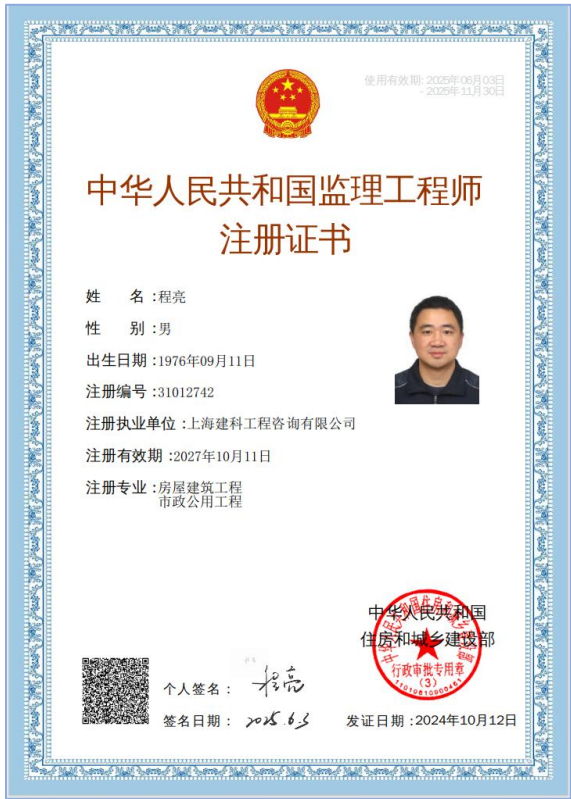 使用有效期: 2025年06月03日
- 2025年11月30日
中华人民共和国监理工程师
注册证书
姓 名:程亮
性 别:男
出生日期:1976年09月11日
注册编号:31012742
注册执业单位:上海建科工程咨询有限公司
注册有效期:2027年10月11日
注册专业:房屋建筑工程
市政公用工程
中华人民共和国
住房和城乡建设部
行政审批专用章
(3)
个人签名:程亮
签名日期:2025.6.3
发证日期:2024年10月12日